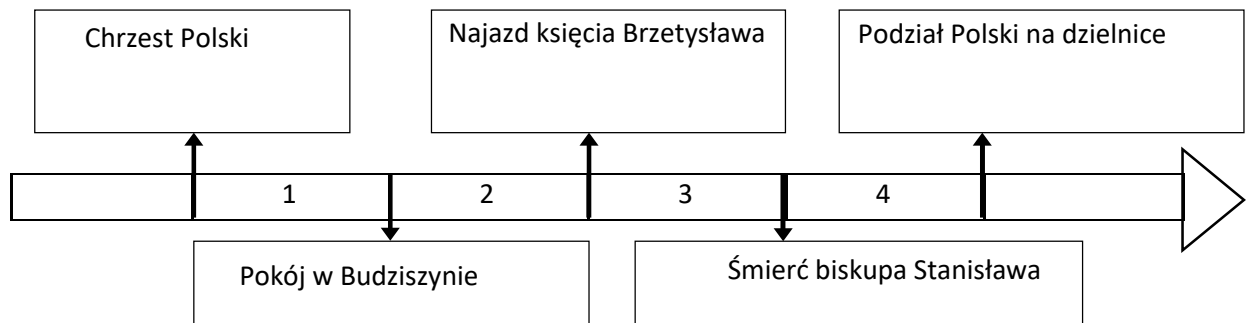 Chrzest Polski
Najazd księcia Brzetysława
Podział Polski na dzielnice
1
2
3
4
Pokój w Budziszynie
Śmierć biskupa Stanisława